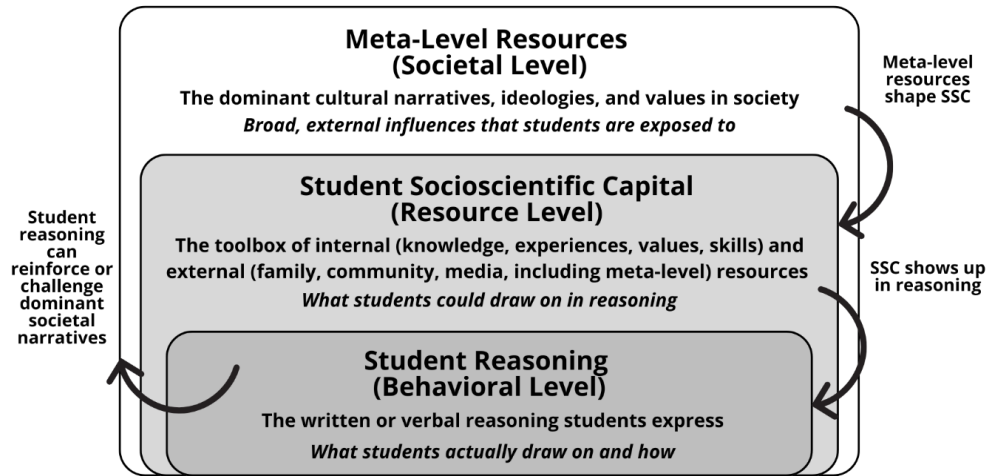 Meta-Level Resources
(Societal Level)
The dominant cultural narratives, ideologies, and values in society
Broad, external influences that students are exposed to
Meta-level
resources
shape SSC
Student Socioscientific Capital
(Resource Level)
The toolbox of internal (knowledge, experiences, values, skills) and
external (family, community, media, including meta-level) resources
What students could draw on in reasoning
SSC shows up
in reasoning
Student
reasoning
can
reinforce or
challenge
dominant
societal
narratives
Student Reasoning
(Behavioral Level)
The written or verbal reasoning students express
What students actually draw on and how